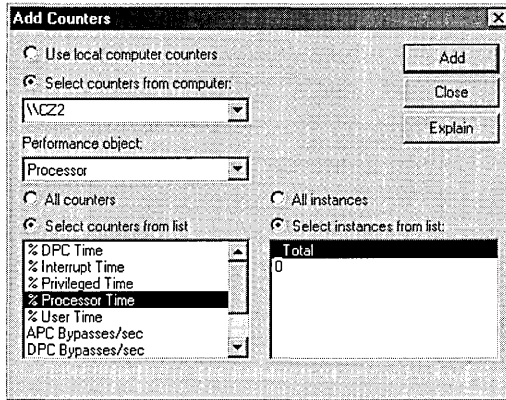 Add Counters
Use local computer counters
Select counters from computer:
\\CZ2
Performance object:
Processor
All counters
Select counters from list
% DPC Time
% Interrupt Time
% Privileged Time
% Processor Time
% User Time
APC Bypasses/sec
DPC Bypasses/sec
All instances
Select instances from list:
_Total
0
Add
Close
Explain